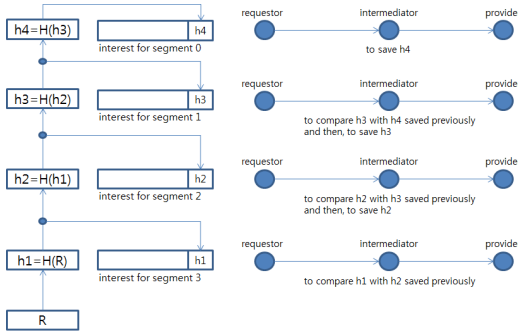 requestor intermediator provide
h4=H(h3) h4
interest for segment 0
to save h4
requestor intermediator provide
h3=H(h2) h3
interest for segment 1
to compare h3 with h4 saved previously
and then, to save h3
requestor intermediator provide
h2=H(h1) h2
interest for segment 2
to compare h2 with h3 saved previously
and then, to save h2
requestor intermediator provide
h1=H(R) h1
interest for segment 3
to compare h1 with h2 saved previously
R